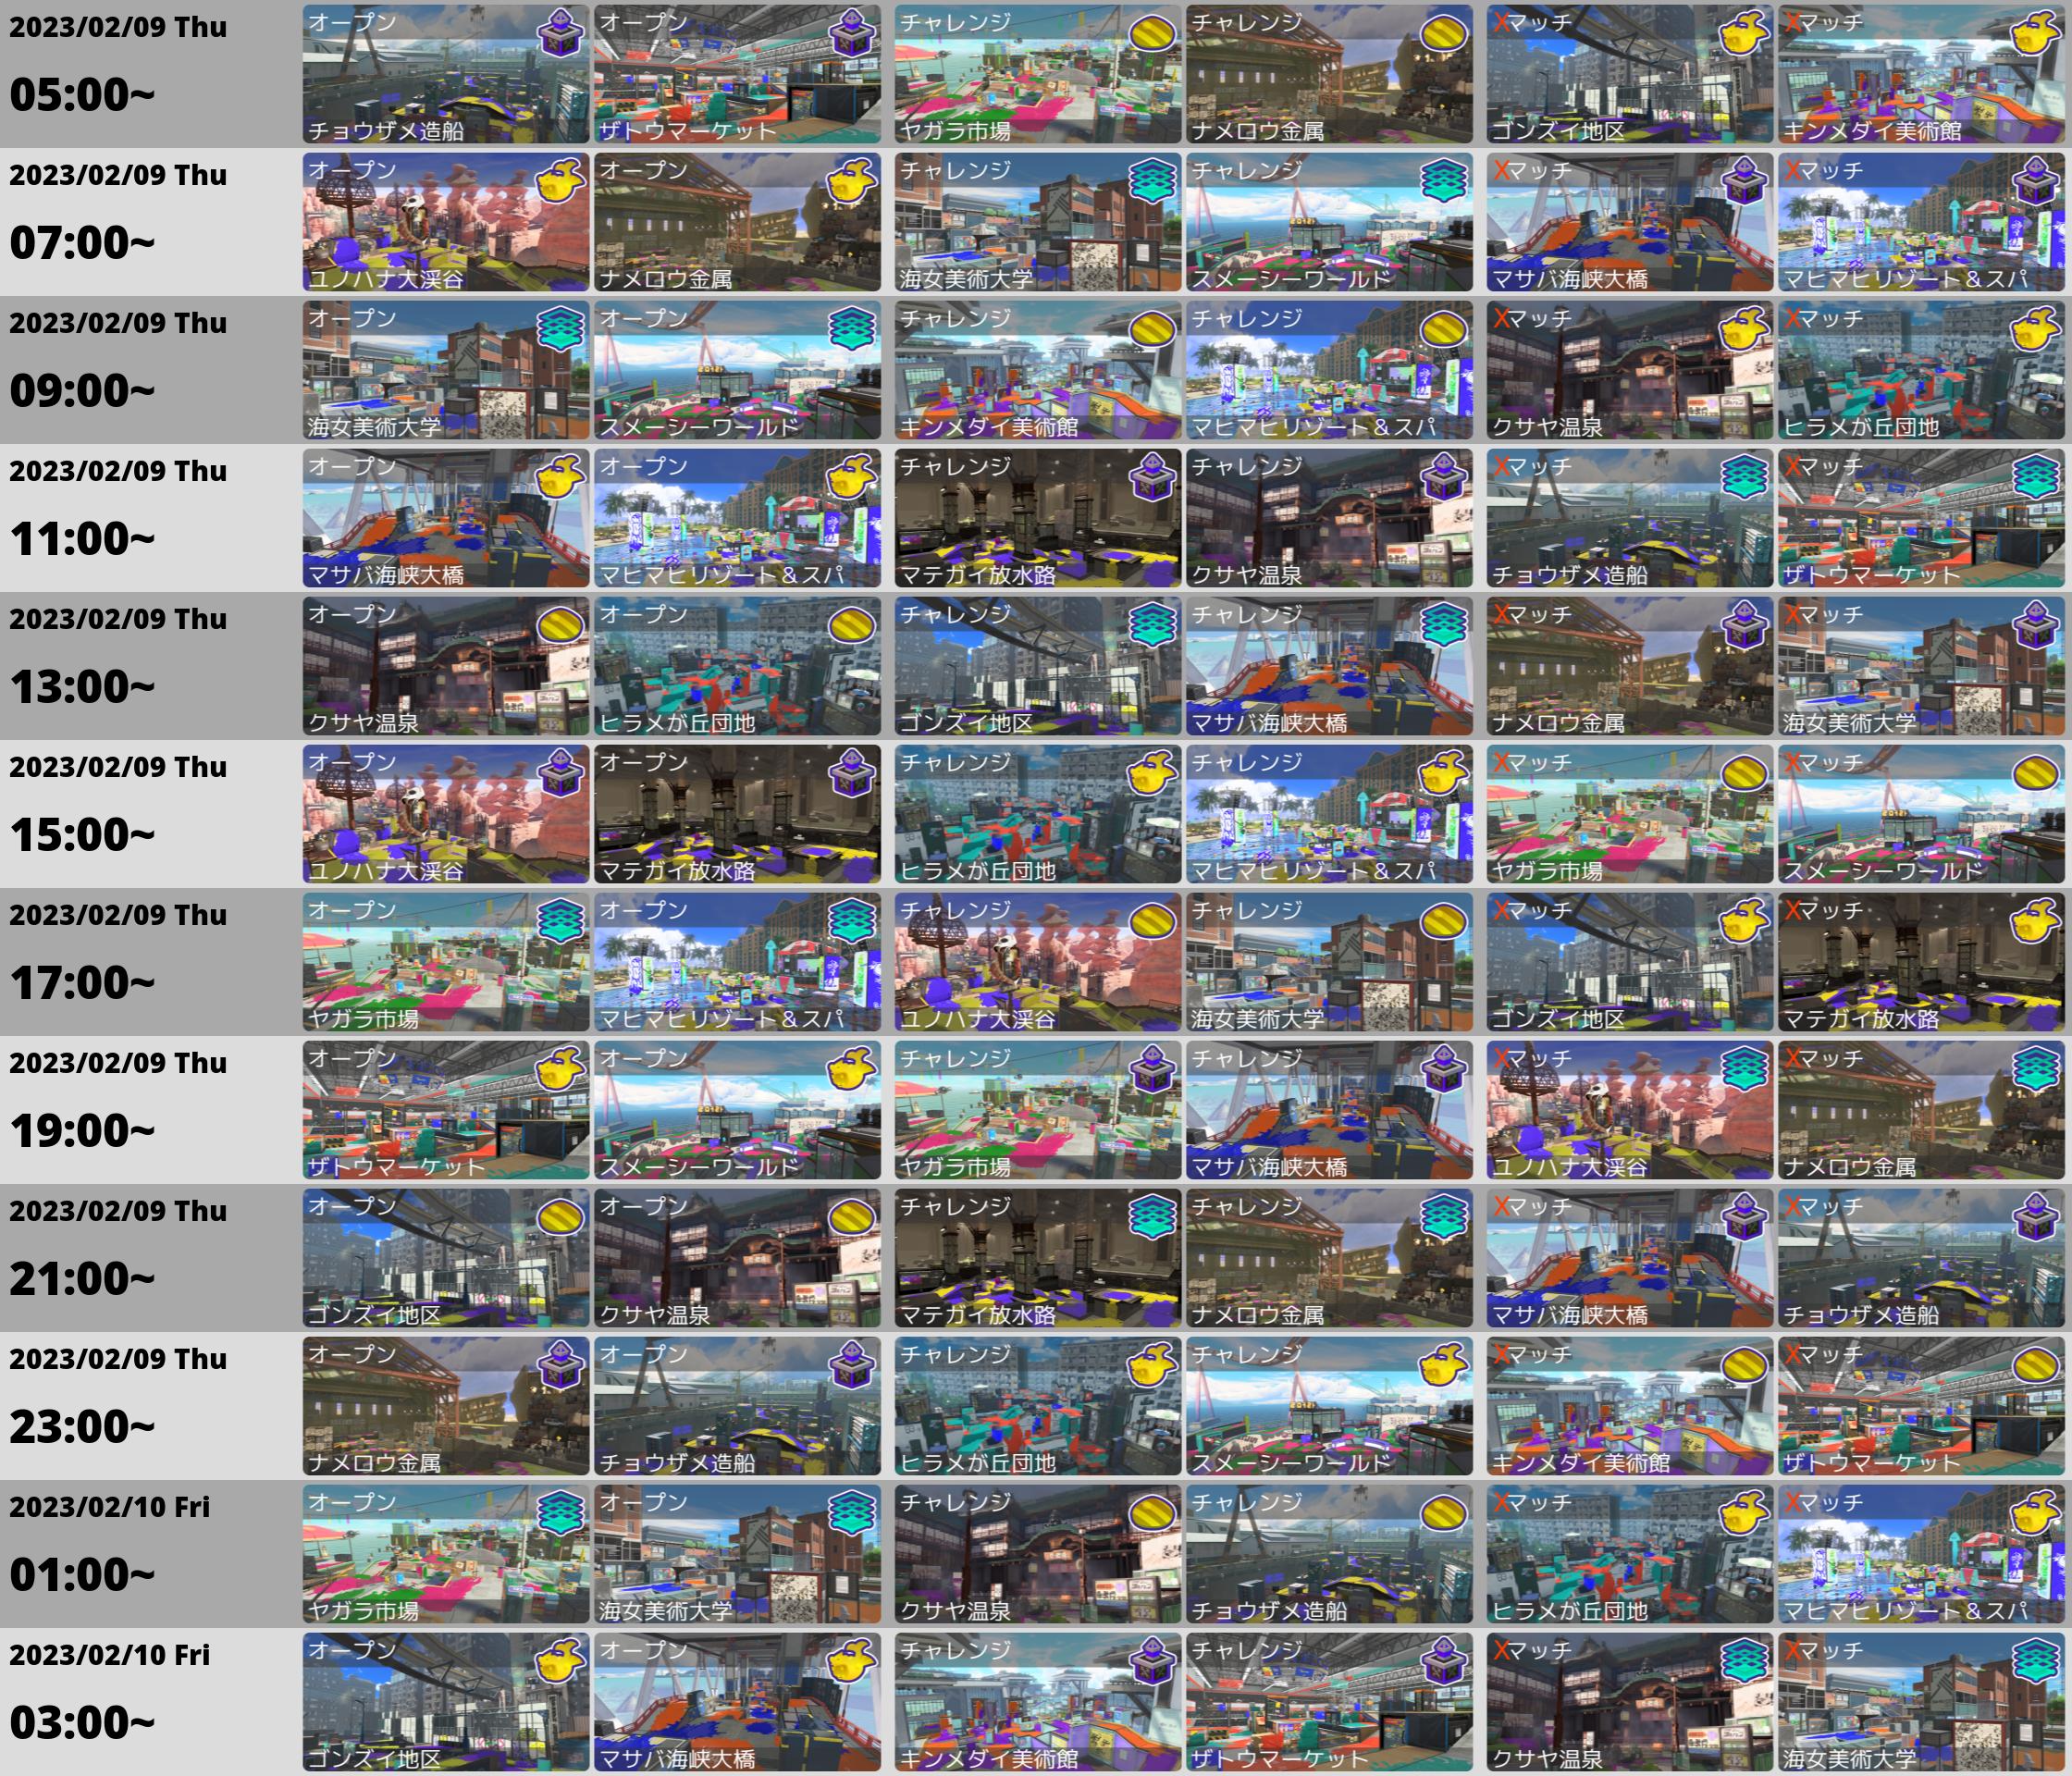 2023/02/09 Thu
05:00~
オープン オープン チャレンジ チャレンジ Xマッチ Xマッチ
チョウザメ造船 ザトウマーケット ヤガラ市場 ナメロウ金属 ゴンズイ地区 キンメダイ美術館
2023/02/09 Thu
07:00~
オープン オープン チャレンジ チャレンジ Xマッチ Xマッチ
ユノハナ大渓谷 ナメロウ金属 海女美術大学 スメーシーワールド マサバ海峡大橋 マヒマヒリゾート＆スパ
2023/02/09 Thu
09:00~
オープン オープン チャレンジ チャレンジ Xマッチ Xマッチ
海女美術大学 スメーシーワールド キンメダイ美術館 マヒマヒリゾート＆スパ クサヤ温泉 ヒラメが丘団地
2023/02/09 Thu
11:00~
オープン オープン チャレンジ チャレンジ Xマッチ Xマッチ
マサバ海峡大橋 マヒマヒリゾート＆スパ マテガイ放水路 クサヤ温泉 チョウザメ造船 ザトウマーケット
2023/02/09 Thu
13:00~
オープン オープン チャレンジ チャレンジ Xマッチ Xマッチ
クサヤ温泉 ヒラメが丘団地 ゴンズイ地区 マサバ海峡大橋 ナメロウ金属 海女美術大学
2023/02/09 Thu
15:00~
オープン オープン チャレンジ チャレンジ Xマッチ Xマッチ
ユノハナ大渓谷 マテガイ放水路 ヒラメが丘団地 マヒマヒリゾート＆スパ ヤガラ市場 スメーシーワールド
2023/02/09 Thu
17:00~
オープン オープン チャレンジ チャレンジ Xマッチ Xマッチ
ヤガラ市場 マヒマヒリゾート＆スパ ユノハナ大渓谷 海女美術大学 ゴンズイ地区 マテガイ放水路
2023/02/09 Thu
19:00~
オープン オープン チャレンジ チャレンジ Xマッチ Xマッチ
ザトウマーケット スメーシーワールド ヤガラ市場 マサバ海峡大橋 ユノハナ大渓谷 ナメロウ金属
2023/02/09 Thu
21:00~
オープン オープン チャレンジ チャレンジ Xマッチ Xマッチ
ゴンズイ地区 クサヤ温泉 マテガイ放水路 ナメロウ金属 マサバ海峡大橋 チョウザメ造船
2023/02/09 Thu
23:00~
オープン オープン チャレンジ チャレンジ Xマッチ Xマッチ
ナメロウ金属 チョウザメ造船 ヒラメが丘団地 スメーシーワールド キンメダイ美術館 ザトウマーケット
2023/02/10 Fri
01:00~
オープン オープン チャレンジ チャレンジ Xマッチ Xマッチ
ヤガラ市場 海女美術大学 クサヤ温泉 チョウザメ造船 ヒラメが丘団地 マヒマヒリゾート＆スパ
2023/02/10 Fri
03:00~
オープン オープン チャレンジ チャレンジ Xマッチ Xマッチ
ゴンズイ地区 マサバ海峡大橋 キンメダイ美術館 ザトウマーケット クサヤ温泉 海女美術大学